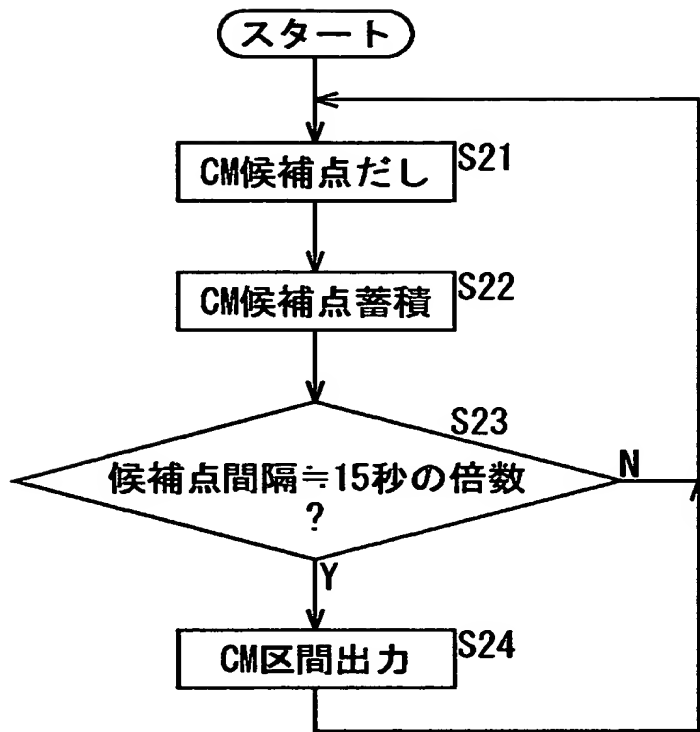 スタート
CM候補点だし
S21
CM候補点蓄積
S22
S23
候補点間隔≒15秒の倍数
?
N
Y
CM区間出力
S24